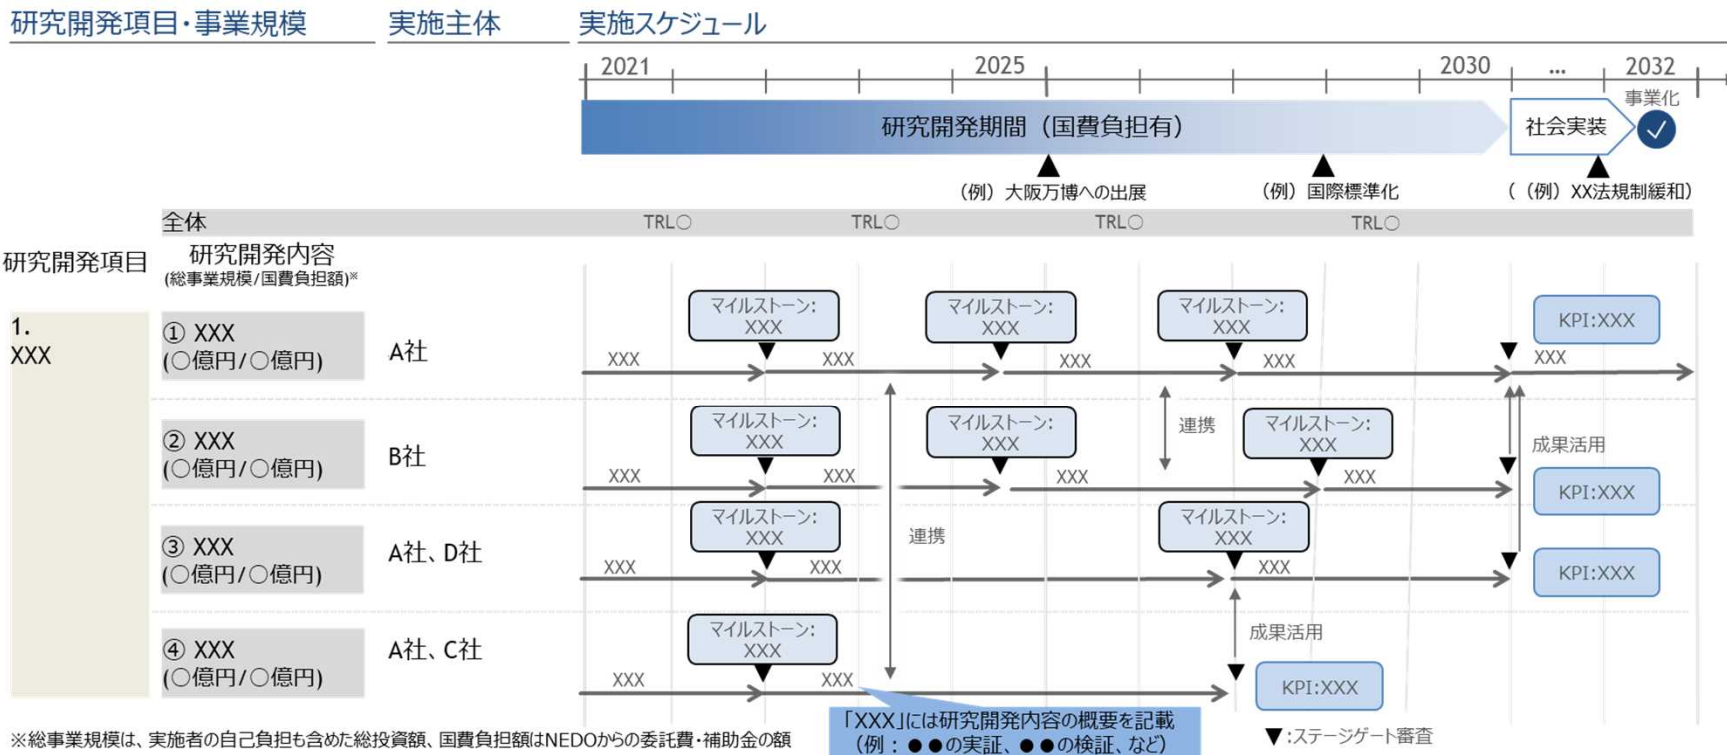 研究開発項目・事業規模
実施主体
実施スケジュール
2021
2025
2030
...
2032
事業化
研究開発期間（国費負担有）
社会実装
（例）大阪万博への出展
（例）国際標準化
（（例）XX法規制緩和）
全体
TRL〇
TRL〇
TRL〇
TRL〇
研究開発項目
研究開発内容
(総事業規模/国費負担額)※
1.
XXX
① XXX
(〇億円/〇億円)
A社
マイルストーン:
XXX
マイルストーン:
XXX
マイルストーン:
XXX
KPI:XXX
XXX
XXX
XXX
XXX
XXX
② XXX
(〇億円/〇億円)
B社
マイルストーン:
XXX
マイルストーン:
XXX
連携
マイルストーン:
XXX
成果活用
XXX
XXX
XXX
XXX
KPI:XXX
③ XXX
(〇億円/〇億円)
A社、D社
マイルストーン:
XXX
連携
マイルストーン:
XXX
XXX
XXX
XXX
KPI:XXX
④ XXX
(〇億円/〇億円)
A社、C社
マイルストーン:
XXX
成果活用
XXX
XXX
KPI:XXX
「XXX」には研究開発内容の概要を記載
（例：●●の実証、●●の検証、など）
▼:ステージゲート審査
※総事業規模は、実施者の自己負担も含めた総投資額、国費負担額はNEDOからの委託費・補助金の額